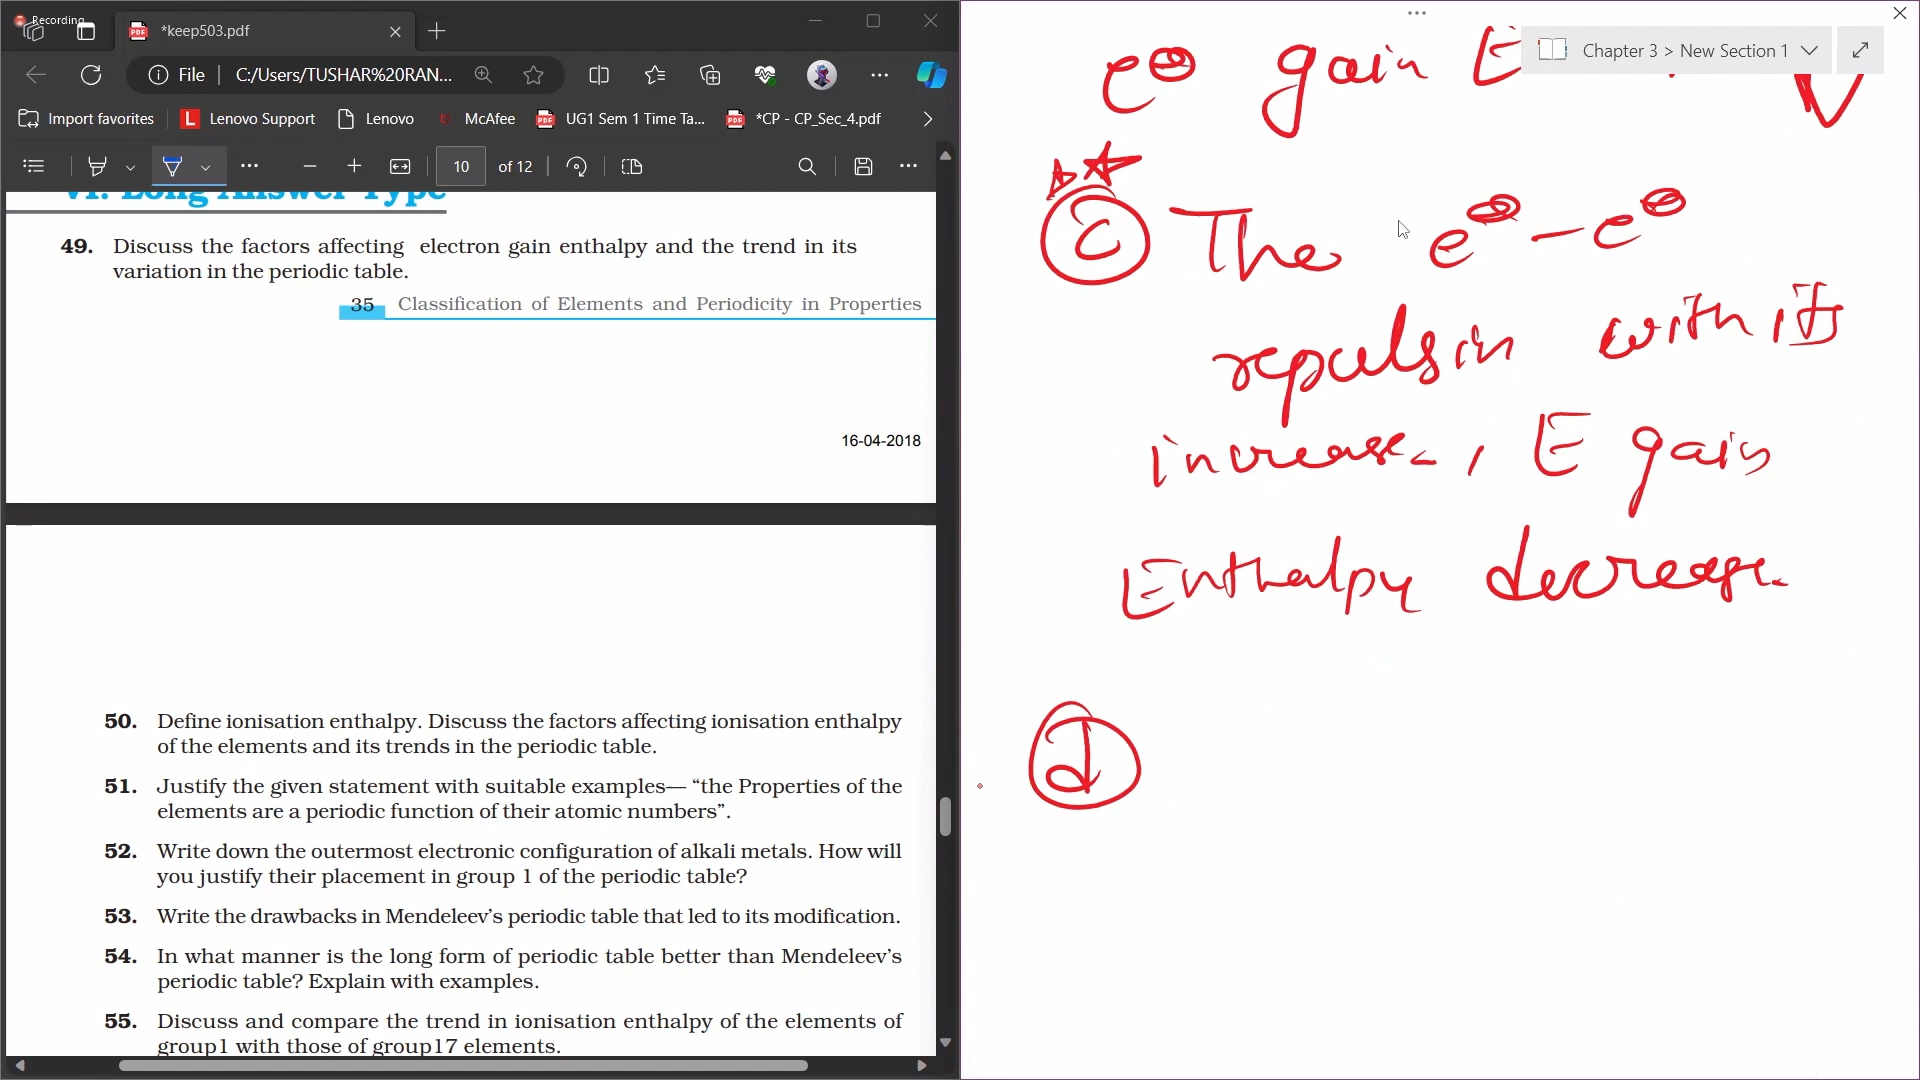 Recording
*keep503.pdf
File
C:/Users/TUSHAR%20RAN...
Import favorites
Lenovo Support
Lenovo
McAfee
UG1 Sem 1 Time Ta...
*CP - CP_Sec_4.pdf
10 of 12
VI. Long Answer Type
49. Discuss the factors affecting electron gain enthalpy and the trend in its
variation in the periodic table.
35 Classification of Elements and Periodicity in Properties
16-04-2018
50. Define ionisation enthalpy. Discuss the factors affecting ionisation enthalpy
of the elements and its trends in the periodic table.
51. Justify the given statement with suitable examples— “the Properties of the
elements are a periodic function of their atomic numbers”.
52. Write down the outermost electronic configuration of alkali metals. How will
you justify their placement in group 1 of the periodic table?
53. Write the drawbacks in Mendeleev’s periodic table that led to its modification.
54. In what manner is the long form of periodic table better than Mendeleev’s
periodic table? Explain with examples.
55. Discuss and compare the trend in ionisation enthalpy of the elements of
group1 with those of group17 elements.
Chapter 3 > New Section 1
e⊖ gain E
C The e⊖ – e⊖
repulsin with its
increase, E gain
Enthalpy decrease
d